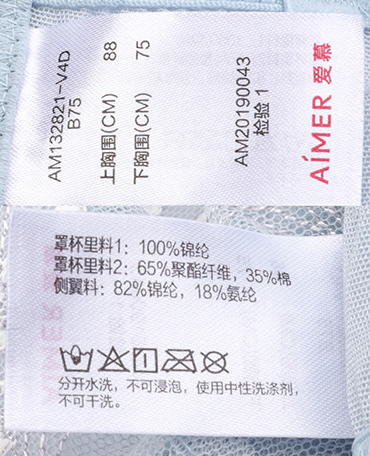 AM132821-V4D
B75
上胸围(CM) 88
下胸围(CM) 75
AM20190043
检验1
AiMER 爱慕
罩杯里料1：100%锦纶
罩杯里料2：65%聚酯纤维，35%棉
侧翼料：82%锦纶，18%氨纶
分开水洗，不可浸泡，使用中性洗涤剂，
不可干洗。